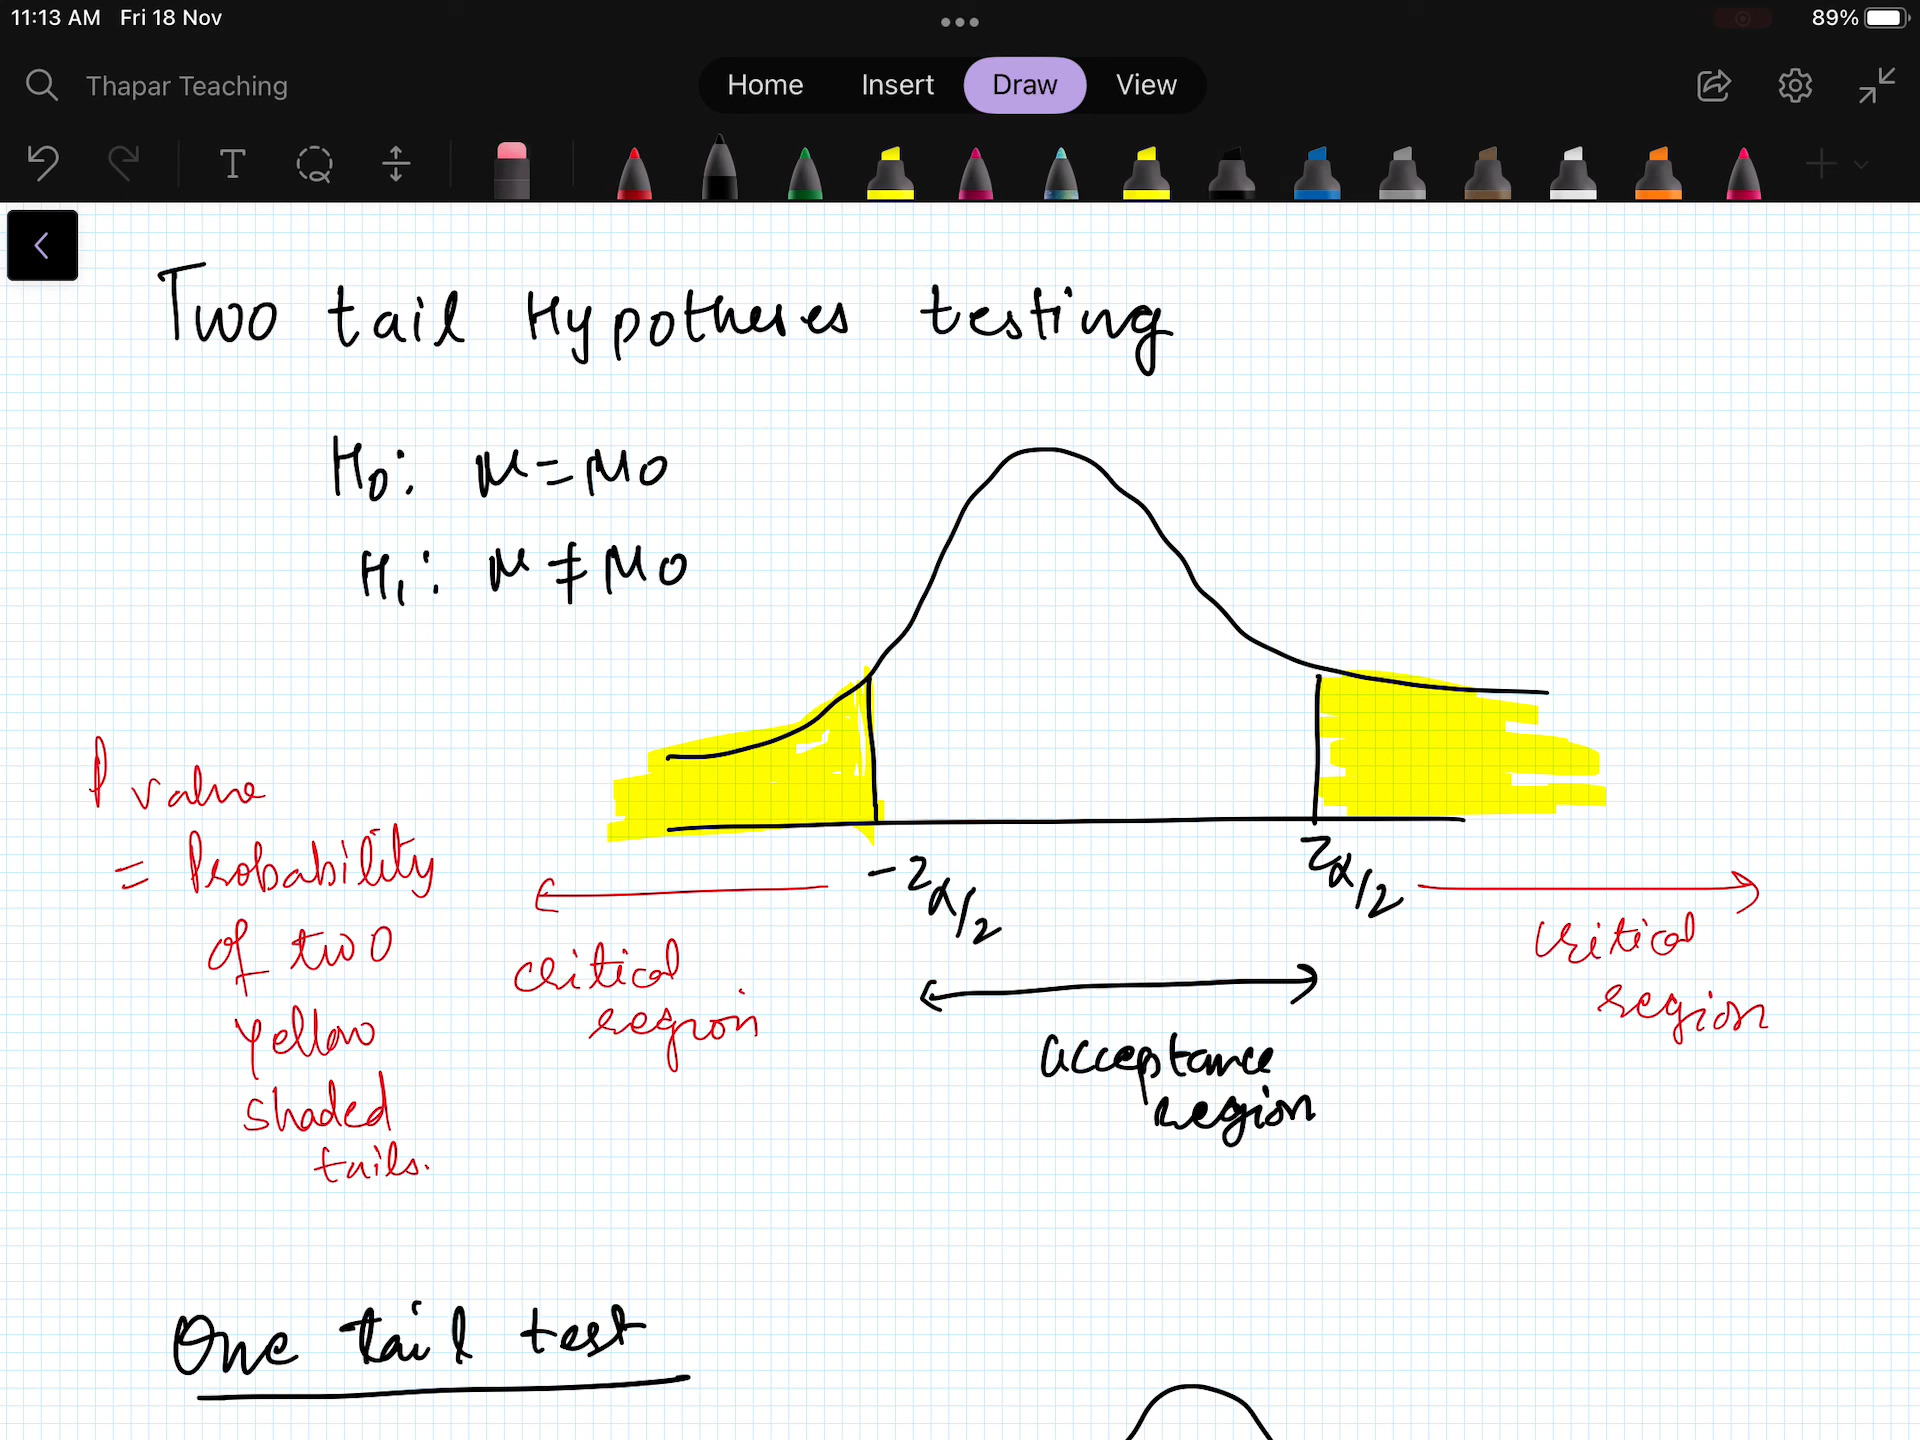 11:13 AM Fri 18 Nov
89%
Thapar Teaching
Home Insert Draw View
T
Two tail Hypotheses testing
H0: μ = μ0
H1: μ ≠ μ0
P value
= Probability
of two
yellow
shaded
tails.
-Zα/2
Zα/2
critical
region
critical
region
acceptance
region
One tail test